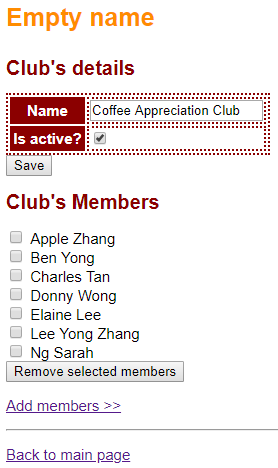 Empty name
Club's details
Name Coffee Appreciation Club
Is active?
Save
Club's Members
Apple Zhang
Ben Yong
Charles Tan
Donny Wong
Elaine Lee
Lee Yong Zhang
Ng Sarah
Remove selected members
Add members >>
Back to main page